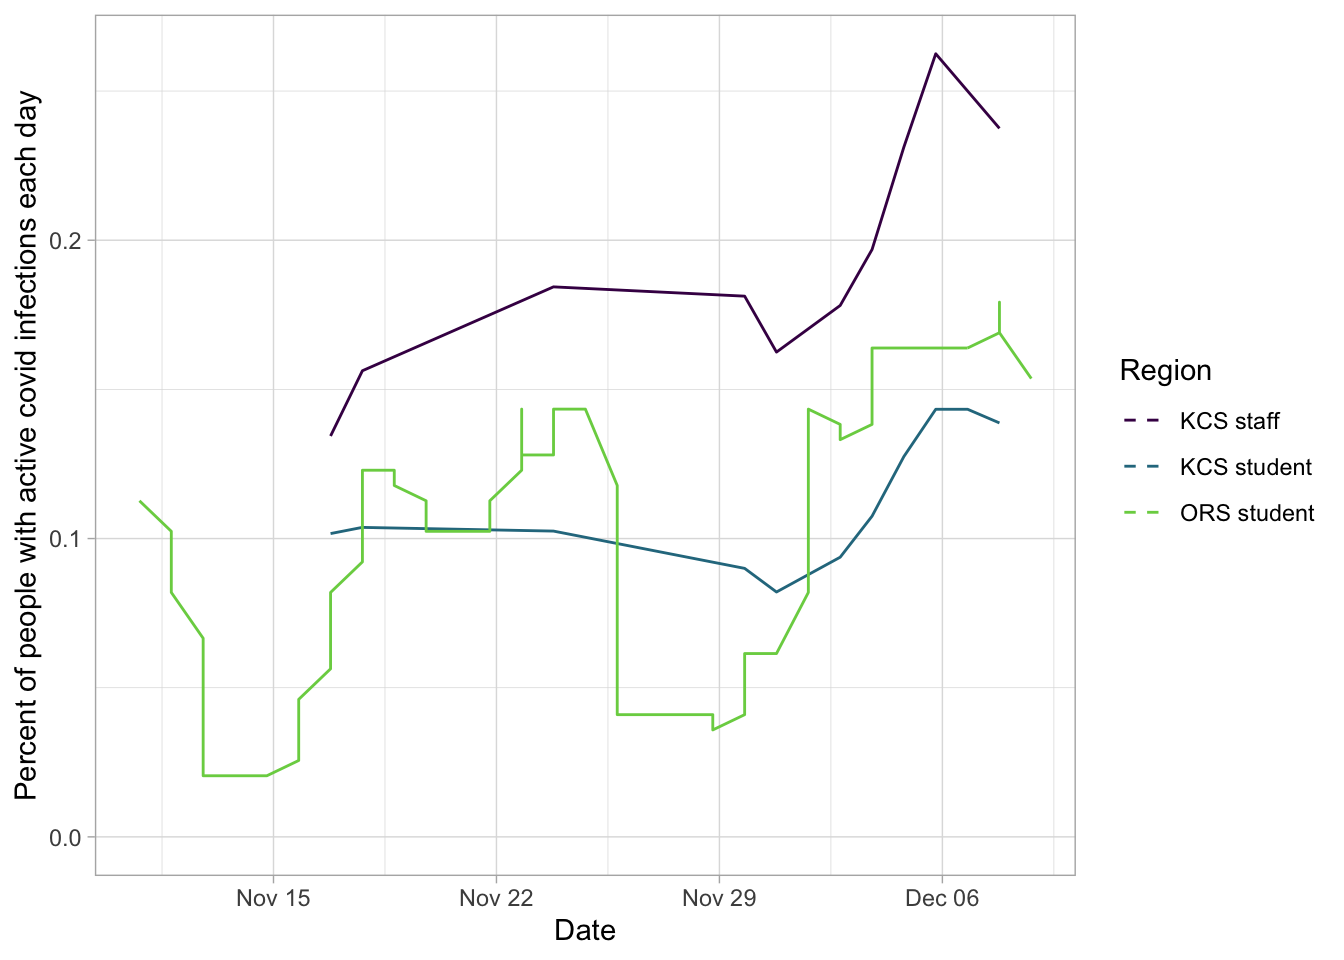 Percent of people with active covid infections each day
0.2
0.1
0.0
Nov 15
Nov 22
Nov 29
Dec 06
Date
Region
KCS staff
KCS student
ORS student